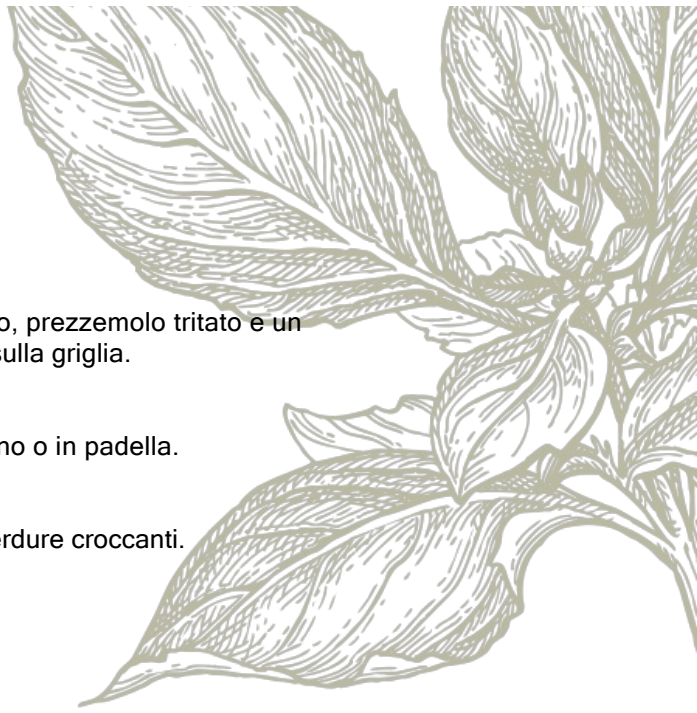 o, prezzemolo tritato e un
sulla griglia.
no o in padella.
erdure croccanti.